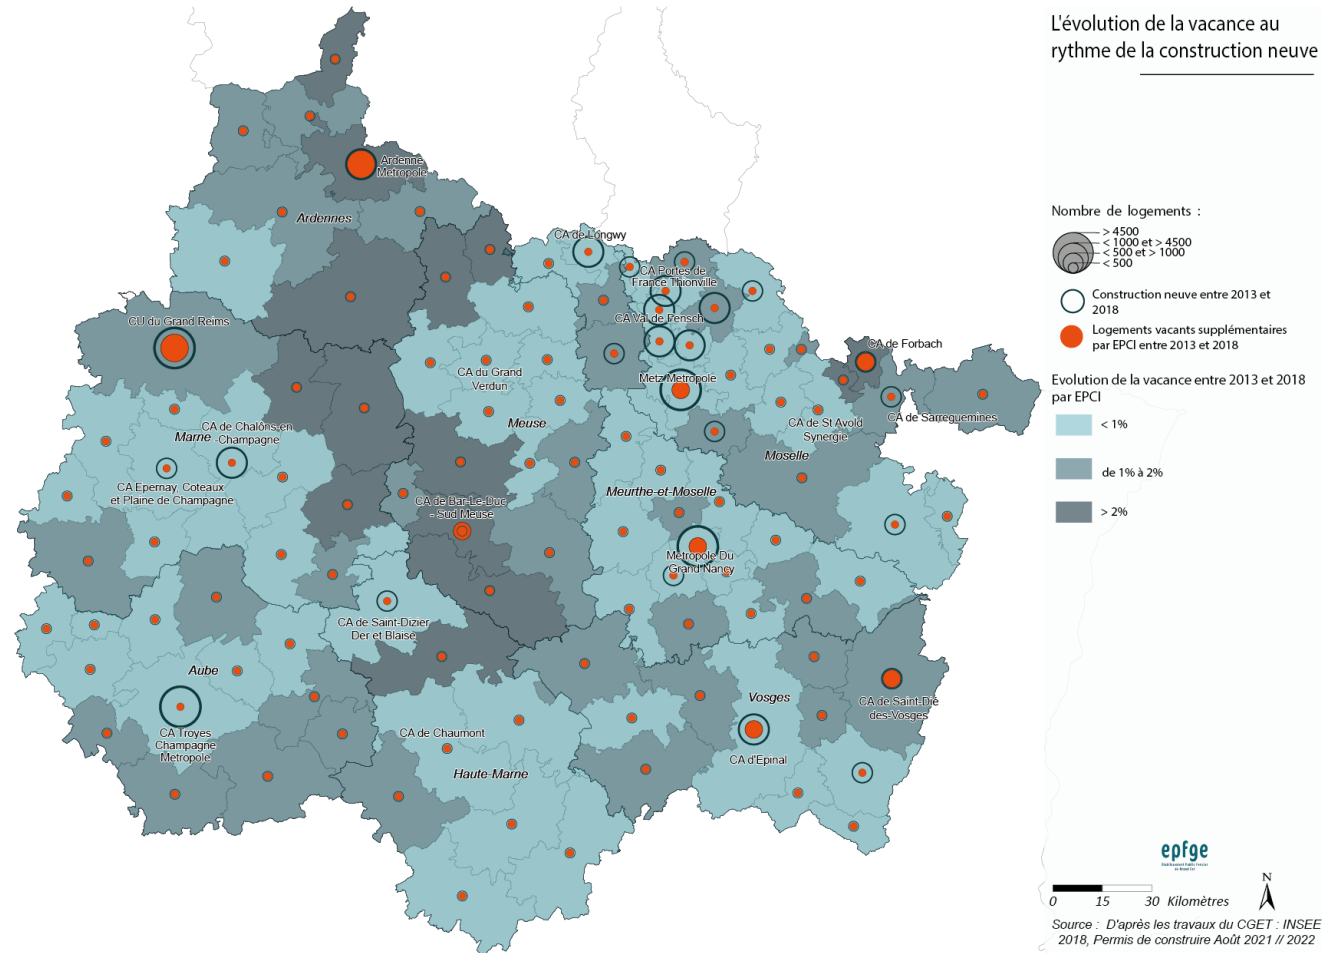 L'évolution de la vacance au
rythme de la construction neuve
Nombre de logements :
> 4500
< 1000 et > 4500
< 500 et > 1000
< 500
Construction neuve entre 2013 et
2018
Logements vacants supplémentaires
par EPCI entre 2013 et 2018
Evolution de la vacance entre 2013 et 2018
par EPCI
< 1%
de 1% à 2%
> 2%
Ardenne
Métropole
Ardennes
CA de Longwy
CA Portes de
France Thionville
CU du Grand Reims
CA Val de Fensch
CA de Forbach
CA du Grand
Verdun
Metz Métropole
CA de Sarreguemines
CA de St Avold
Synergie
Meuse
Marne
CA de Châlons-en
-Champagne
Moselle
CA Epernay, Coteaux
et Plaine de Champagne
Meurthe-et-Moselle
CA de Bar-Le-Duc
- Sud Meuse
Métropole Du
Grand Nancy
CA de Saint-Dizier
Der et Blaise
Aube
Vosges
CA de Saint-Dié
des-Vosges
CA Troyes
Champagne
Métropole
CA de Chaumont
CA d'Epinal
Haute-Marne
epfge
N
0 15 30 Kilomètres
Source : D'après les travaux du CGET : INSEE
2018, Permis de construire Août 2021 // 2022